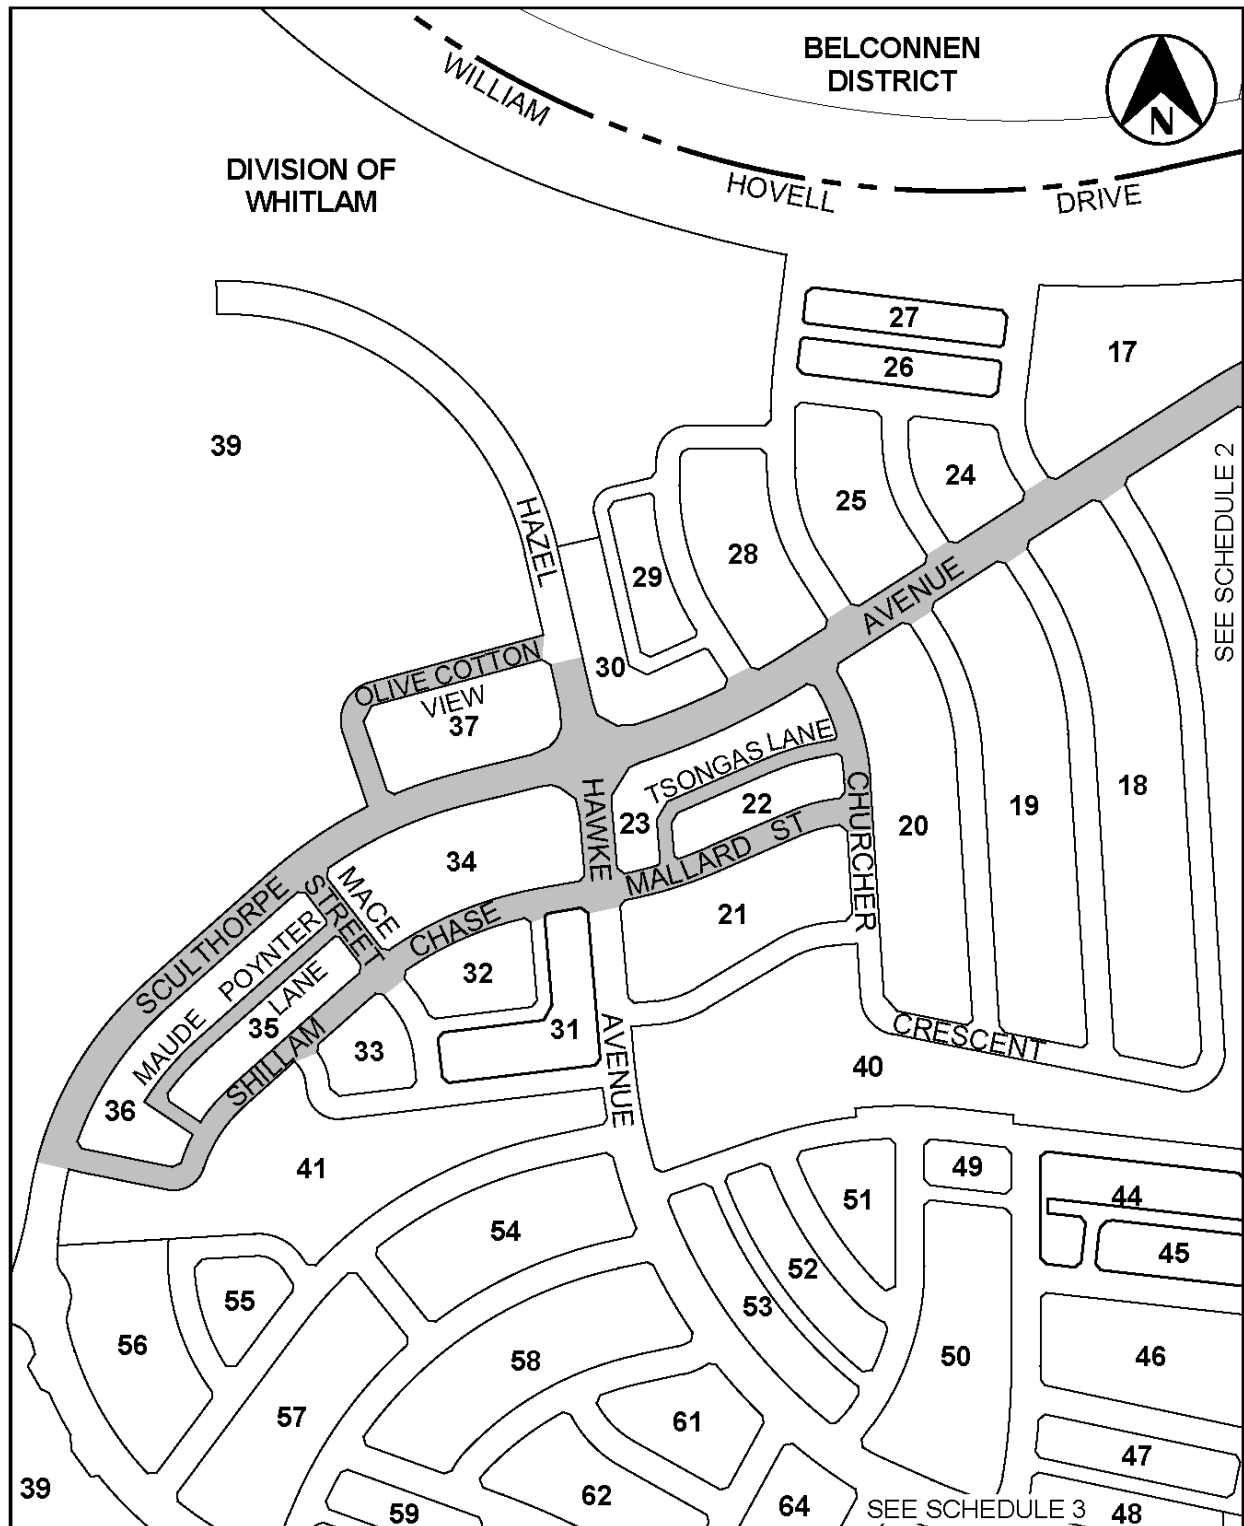 BELCONNEN
DISTRICT
N
WILLIAM
HOVELL
DRIVE
DIVISION OF
WHITLAM
27
26
17
39
SEE SCHEDULE 2
24
25
HAZEL
28
29
AVENUE
30
OLIVE COTTON
VIEW
37
TSONGAS LANE
HAWKE
CHURCHER
18
19
20
22
23
MALLARD ST
34
MACE
STREET
SCULTHORPE
CHASE
21
MAUDE POYNTER
LANE
32
35
31
33
SHILLAM
AVENUE
CRESCENT
40
36
41
49
51
44
54
45
52
55
53
56
58
50
46
57
61
47
39
62
59
64
SEE SCHEDULE 3
48